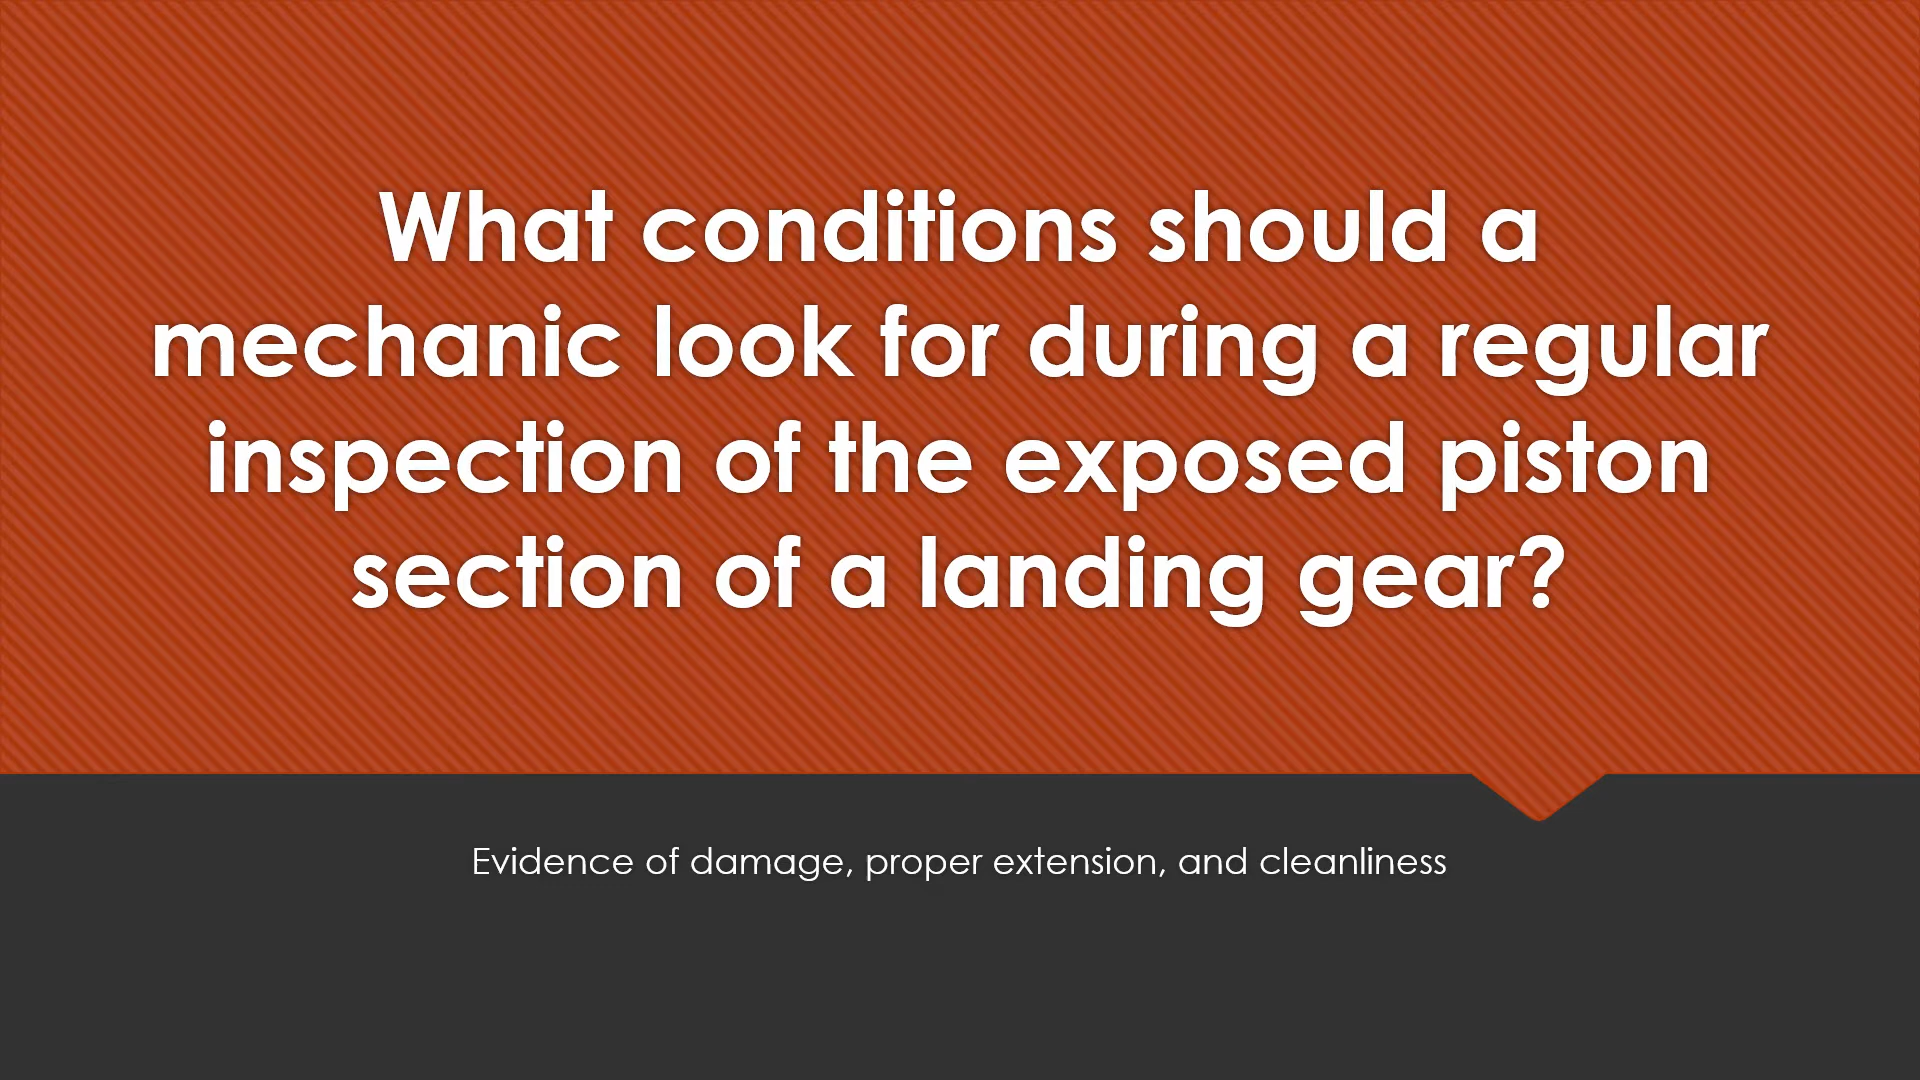 What conditions should a
mechanic look for during a regular
inspection of the exposed piston
section of a landing gear?
Evidence of damage, proper extension, and cleanliness